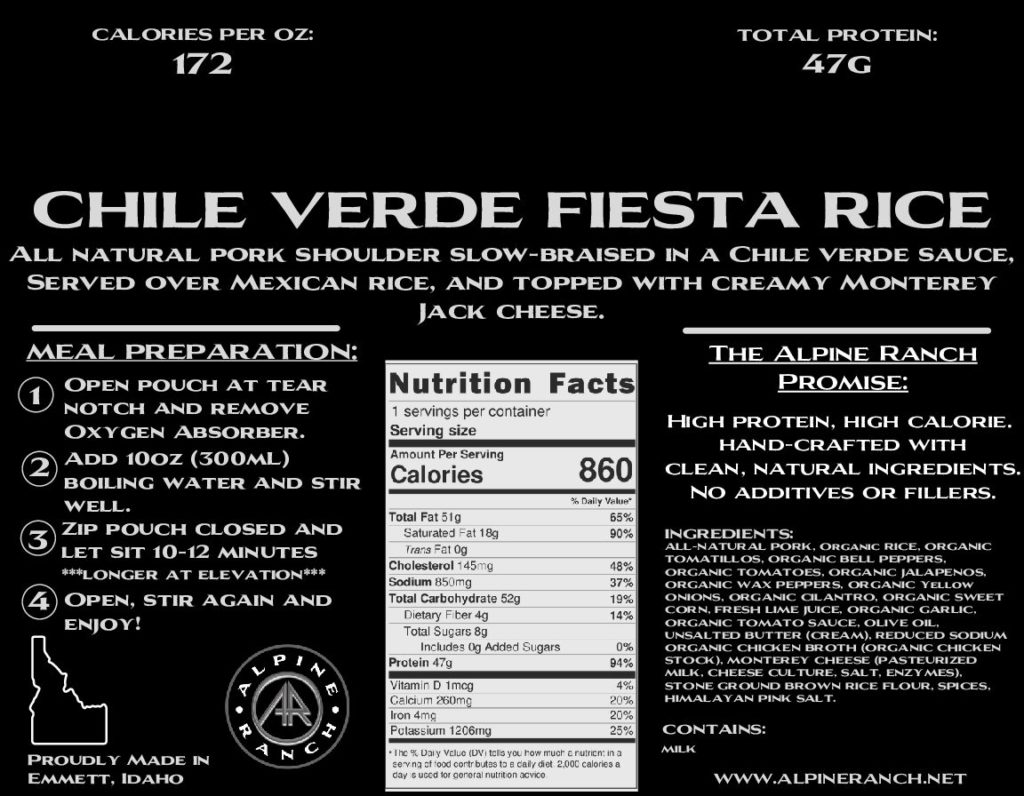 CALORIES PER OZ:
172
TOTAL PROTEIN:
47G
CHILE VERDE FIESTA RICE
ALL NATURAL PORK SHOULDER SLOW-BRAISED IN A CHILE VERDE SAUCE,
SERVED OVER MEXICAN RICE, AND TOPPED WITH CREAMY MONTEREY
JACK CHEESE.
MEAL PREPARATION:
1 OPEN POUCH AT TEAR
NOTCH AND REMOVE
OXYGEN ABSORBER.
2 ADD 10OZ (300ML)
BOILING WATER AND STIR
WELL.
3 ZIP POUCH CLOSED AND
LET SIT 10-12 MINUTES
***LONGER AT ELEVATION***
4 OPEN, STIR AGAIN AND
ENJOY!
ALPINE
AR
RANCH
PROUDLY MADE IN
EMMETT, IDAHO
Nutrition Facts
1 servings per container
Serving size
Amount Per Serving
Calories 860
% Daily Value*
Total Fat 51g 65%
Saturated Fat 18g 90%
Trans Fat 0g
Cholesterol 145mg 48%
Sodium 850mg 37%
Total Carbohydrate 52g 19%
Dietary Fiber 4g 14%
Total Sugars 8g
Includes 0g Added Sugars 0%
Protein 47g 94%
Vitamin D 1mcg 4%
Calcium 260mg 20%
Iron 4mg 20%
Potassium 1206mg 25%
*The % Daily Value (DV) tells you how much a nutrient in a
serving of food contributes to a daily diet. 2,000 calories a
day is used for general nutrition advice.
THE ALPINE RANCH
PROMISE:
HIGH PROTEIN, HIGH CALORIE.
HAND-CRAFTED WITH
CLEAN, NATURAL INGREDIENTS.
NO ADDITIVES OR FILLERS.
INGREDIENTS:
ALL-NATURAL PORK, ORGANIC RICE, ORGANIC
TOMATILLOS, ORGANIC BELL PEPPERS,
ORGANIC TOMATOES, ORGANIC JALAPENOS,
ORGANIC WAX PEPPERS, ORGANIC YELLOW
ONIONS, ORGANIC CILANTRO, ORGANIC SWEET
CORN, FRESH LIME JUICE, ORGANIC GARLIC,
ORGANIC TOMATO SAUCE, OLIVE OIL,
UNSALTED BUTTER (CREAM), REDUCED SODIUM
ORGANIC CHICKEN BROTH (ORGANIC CHICKEN
STOCK), MONTEREY CHEESE (PASTEURIZED
MILK, CHEESE CULTURE, SALT, ENZYMES),
STONE GROUND BROWN RICE FLOUR, SPICES,
HIMALAYAN PINK SALT.
CONTAINS:
MILK
WWW.ALPINERANCH.NET